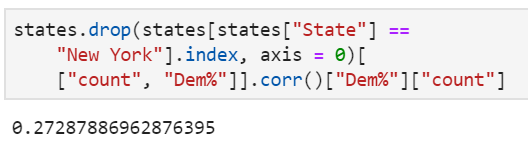 states.drop(states[states["State"] ==
    "New York"].index, axis = 0)[
    ["count", "Dem%"]].corr()["Dem%"]["count"]
0.27287886962876395